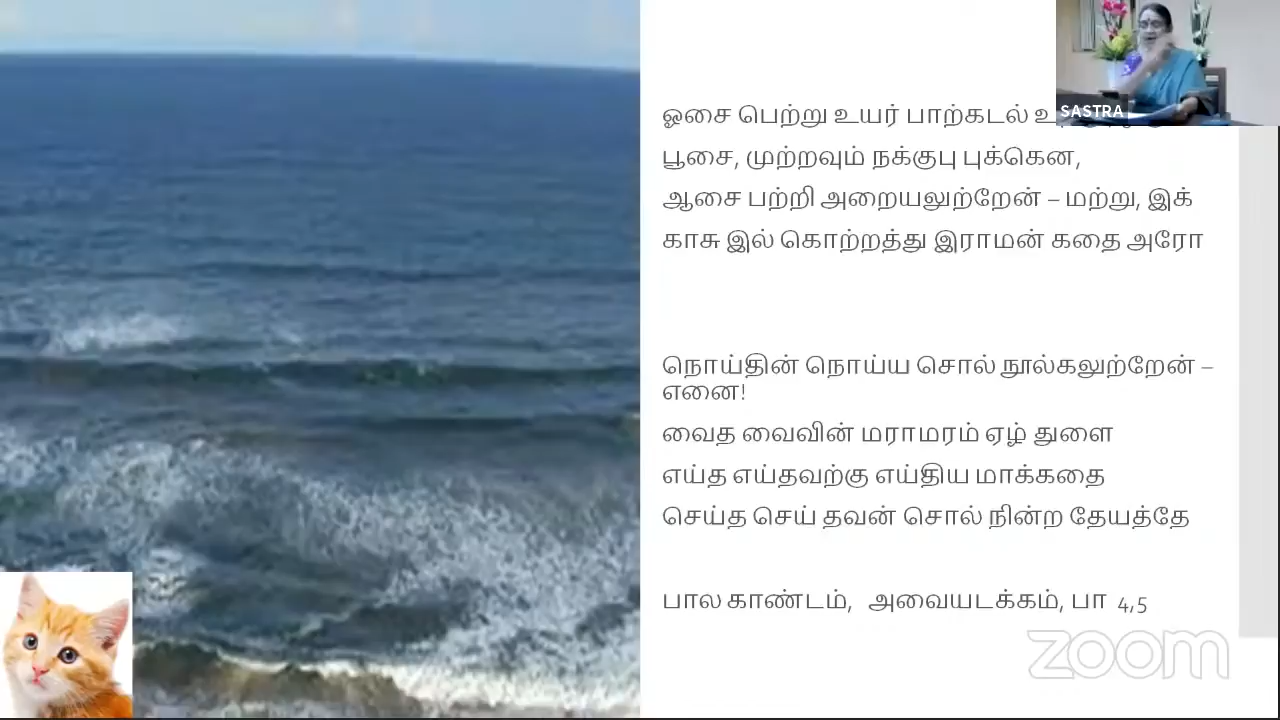 SASTRA
ஓசை பெற்று உயர் பாற்கடல்
பூசை, முற்றவும் நக்குபு புக்கென,
ஆசை பற்றி அறையலுற்றேன் – மற்று, இக்
காசு இல் கொற்றத்து இராமன் கதை அரோ
நொய்தின் நொய்ய சொல் நூல்கலுற்றேன் –
எனை!
வைத வைவின் மராமரம் ஏழ் துளை
எய்த எய்தவற்கு எய்திய மாக்கதை
செய்த செய் தவன் சொல் நின்ற தேயத்தே
பால காண்டம், அவையடக்கம், பா 4,5
zoom